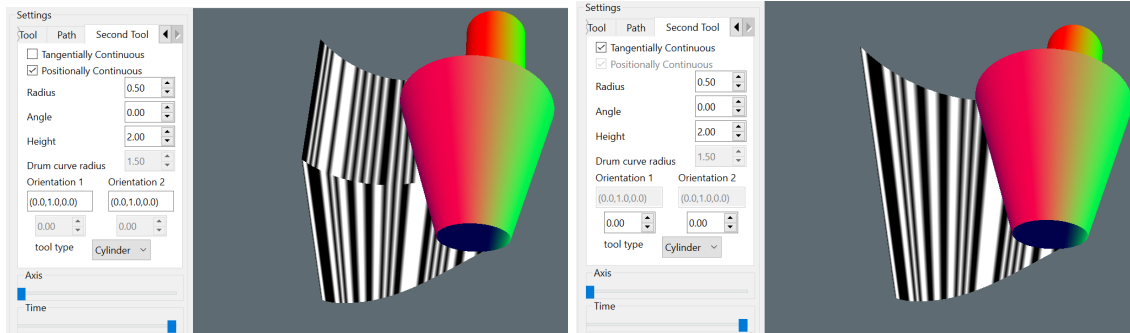 Settings
Tool Path Second Tool
Tangentially Continuous
Positionally Continuous
Radius 0.50
Angle 0.00
Height 2.00
Drum curve radius 1.50
Orientation 1 Orientation 2
(0.0,1.0,0.0) (0.0,1.0,0.0)
0.00 0.00
tool type Cylinder
Axis
Time
Settings
Tool Path Second Tool
Tangentially Continuous
Positionally Continuous
Radius 0.50
Angle 0.00
Height 2.00
Drum curve radius 1.50
Orientation 1 Orientation 2
(0.0,1.0,0.0) (0.0,1.0,0.0)
0.00 0.00
tool type Cylinder
Axis
Time